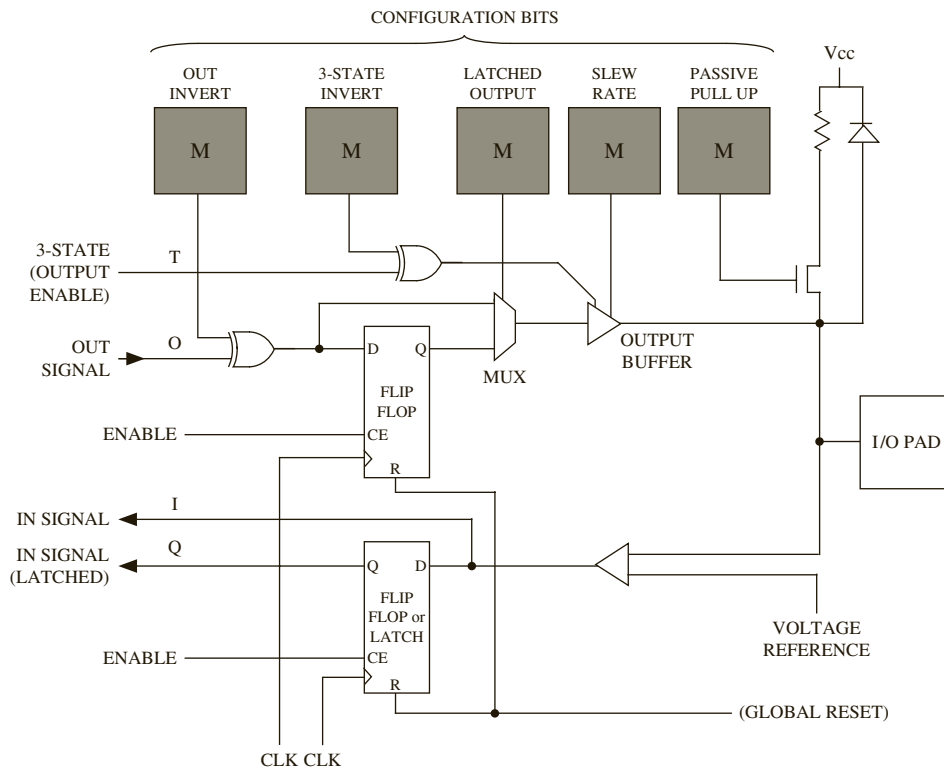 CONFIGURATION BITS
Vcc
OUT
INVERT
3-STATE
INVERT
LATCHED
OUTPUT
SLEW
RATE
PASSIVE
PULL UP
M
M
M
M
M
3-STATE
(OUTPUT
ENABLE)
T
OUT
SIGNAL
O
D
Q
FLIP
FLOP
CE
R
MUX
OUTPUT
BUFFER
I/O PAD
ENABLE
IN SIGNAL
I
IN SIGNAL
(LATCHED)
Q
Q
D
FLIP
FLOP or
LATCH
CE
R
VOLTAGE
REFERENCE
ENABLE
(GLOBAL RESET)
CLK CLK